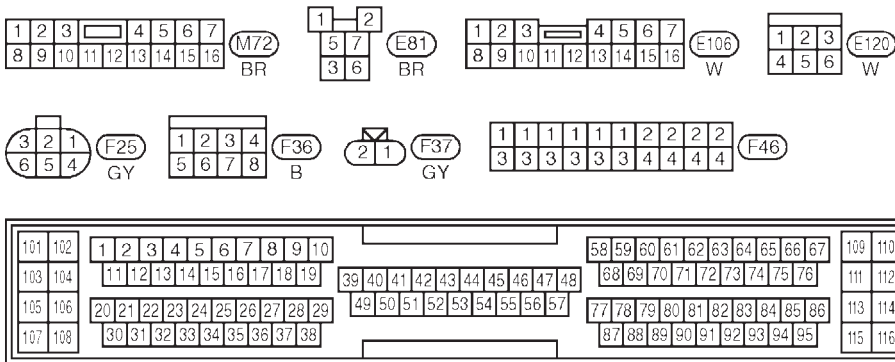 1 2 3 4 5 6 7
8 9 10 11 12 13 14 15 16
M72
BR
1 2
5 7
3 6
E81
BR
1 2 3 4 5 6 7
8 9 10 11 12 13 14 15 16
E106
W
1 2 3
4 5 6
E120
W
3 2 1
6 5 4
F25
GY
1 2 3 4
5 6 7 8
F36
B
2 1
F37
GY
1 1 1 1 1 1 2 2 2 2
3 3 3 3 3 3 4 4 4 4
F46
101 102
103 104
105 106
107 108
1 2 3 4 5 6 7 8 9 10
11 12 13 14 15 16 17 18 19
20 21 22 23 24 25 26 27 28 29
30 31 32 33 34 35 36 37 38
39 40 41 42 43 44 45 46 47 48
49 50 51 52 53 54 55 56 57
58 59 60 61 62 63 64 65 66 67
68 69 70 71 72 73 74 75 76
77 78 79 80 81 82 83 84 85 86
87 88 89 90 91 92 93 94 95
109 110
111 112
113 114
115 116